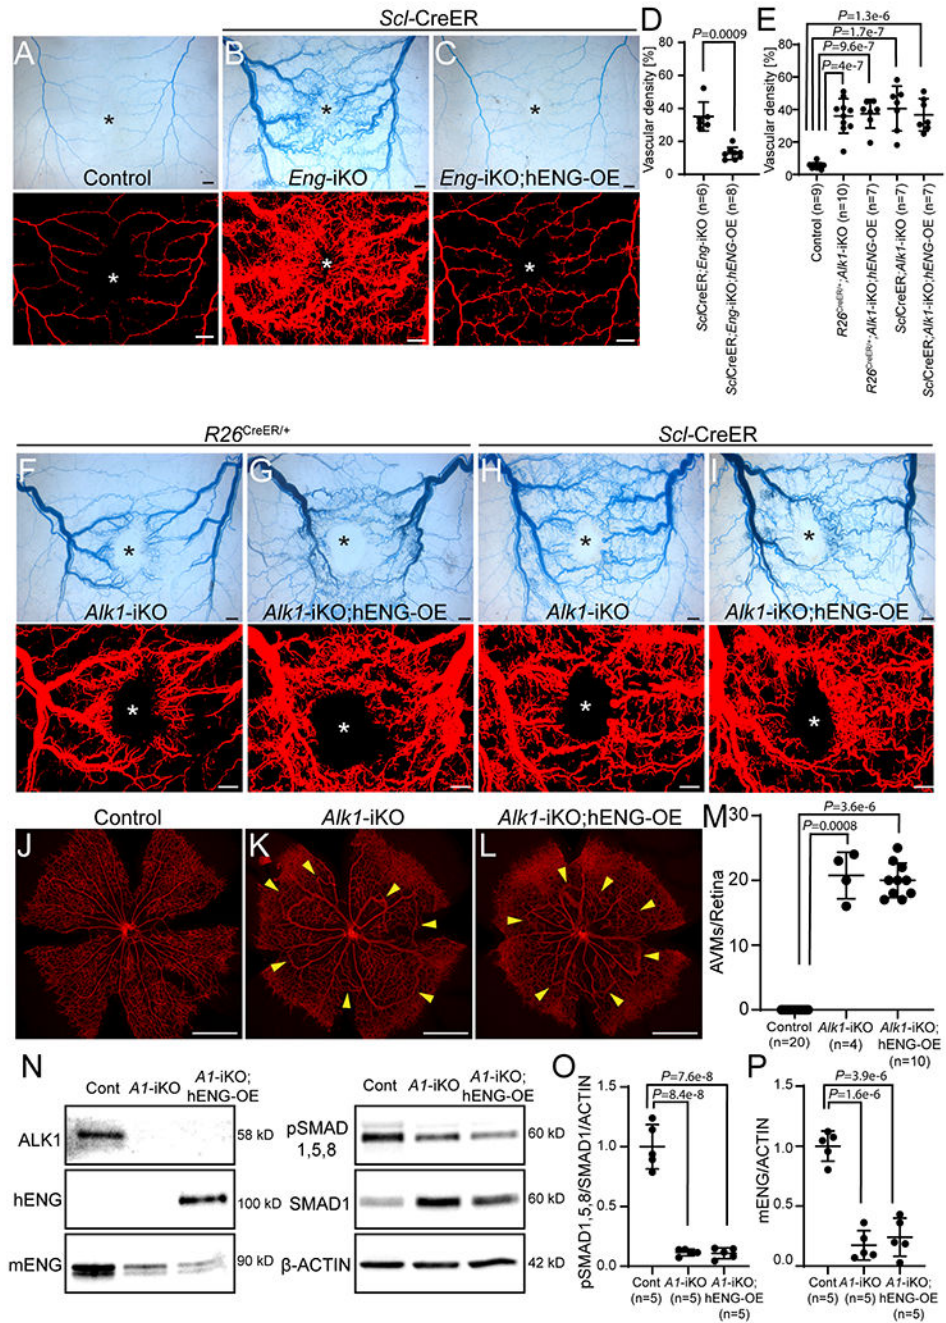 Scl-CreER
A
B
C
Control
Eng-iKO
Eng-iKO;hENG-OE
*
*
*
*
*
*
D
P=0.0009
Vascular density [%]
80
60
40
20
0
SclCreER;Eng-iKO (n=6)
SclCreER;Eng-iKO;hENG-OE (n=8)
E
P=1.3e-6
P=1.7e-7
P=9.6e-7
P=4e-7
Vascular density [%]
80
60
40
20
0
Control (n=9)
R26CreER/+;Alk1-iKO (n=10)
R26CreER/+;Alk1-iKO;hENG-OE (n=7)
SclCreER;Alk1-iKO (n=7)
SclCreER;Alk1-iKO;hENG-OE (n=7)
R26CreER/+
Scl-CreER
F
G
H
I
*
*
*
*
Alk1-iKO
Alk1-iKO;hENG-OE
Alk1-iKO
Alk1-iKO;hENG-OE
*
*
*
*
Control
Alk1-iKO
Alk1-iKO;hENG-OE
J
K
L
M
P=3.6e-6
P=0.0008
AVMs/Retina
30
20
10
0
Control
(n=20)
Alk1-iKO
(n=4)
Alk1-iKO;
hENG-OE
(n=10)
N
Cont
A1-iKO
A1-iKO;
hENG-OE
ALK1
58 kD
hENG
100 kD
mENG
90 kD
Cont
A1-iKO
A1-iKO;
hENG-OE
pSMAD
1,5,8
60 kD
SMAD1
60 kD
β-ACTIN
42 kD
O
P=7.6e-8
P=8.4e-8
pSMAD1,5,8/SMAD1/ACTIN
1.5
1.0
0.5
0.0
Cont
(n=5)
A1-iKO
(n=5)
A1-iKO;
hENG-OE
(n=5)
P
P=3.9e-6
P=1.6e-6
mENG/ACTIN
1.5
1.0
0.5
0.0
Cont
(n=5)
A1-iKO
(n=5)
A1-iKO;
hENG-OE
(n=5)